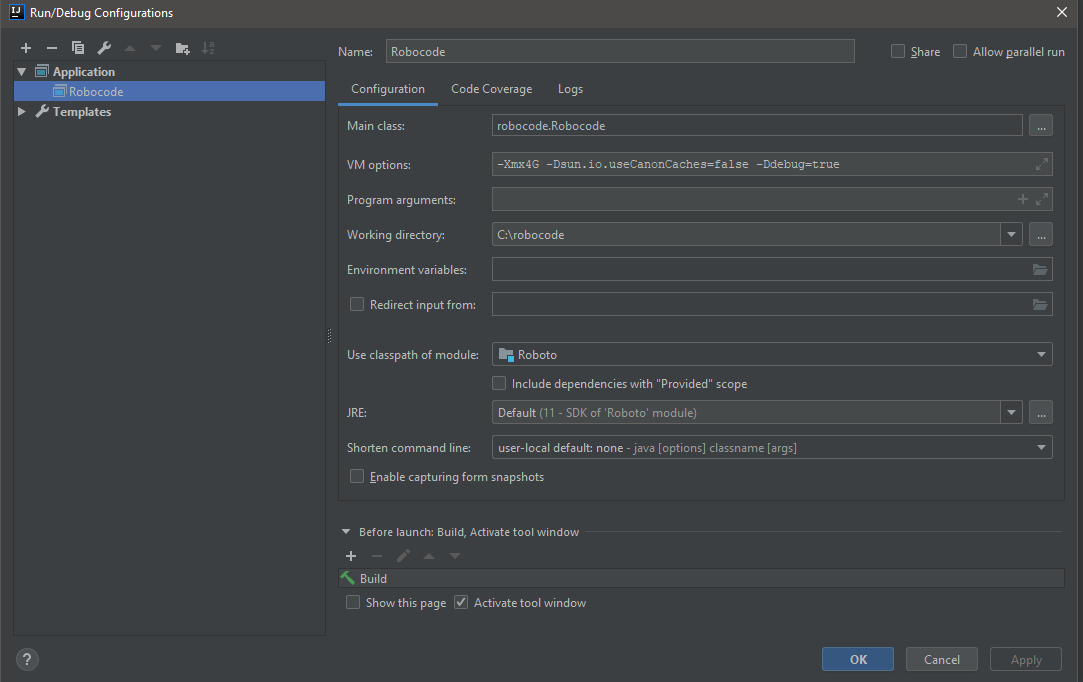 IJ Run/Debug Configurations
Name: Robocode Share Allow parallel run
Application
Robocode
Templates
Configuration Code Coverage Logs
Main class: robocode.Robocode ...
VM options: -Xmx4G -Dsun.io.useCanonCaches=false -Ddebug=true
Program arguments:
Working directory: C:\robocode ...
Environment variables:
Redirect input from:
Use classpath of module: Roboto
Include dependencies with "Provided" scope
JRE: Default (11 - SDK of 'Roboto' module) ...
Shorten command line: user-local default: none - java [options] classname [args]
Enable capturing form snapshots
Before launch: Build, Activate tool window
Build
Show this page Activate tool window
? OK Cancel Apply